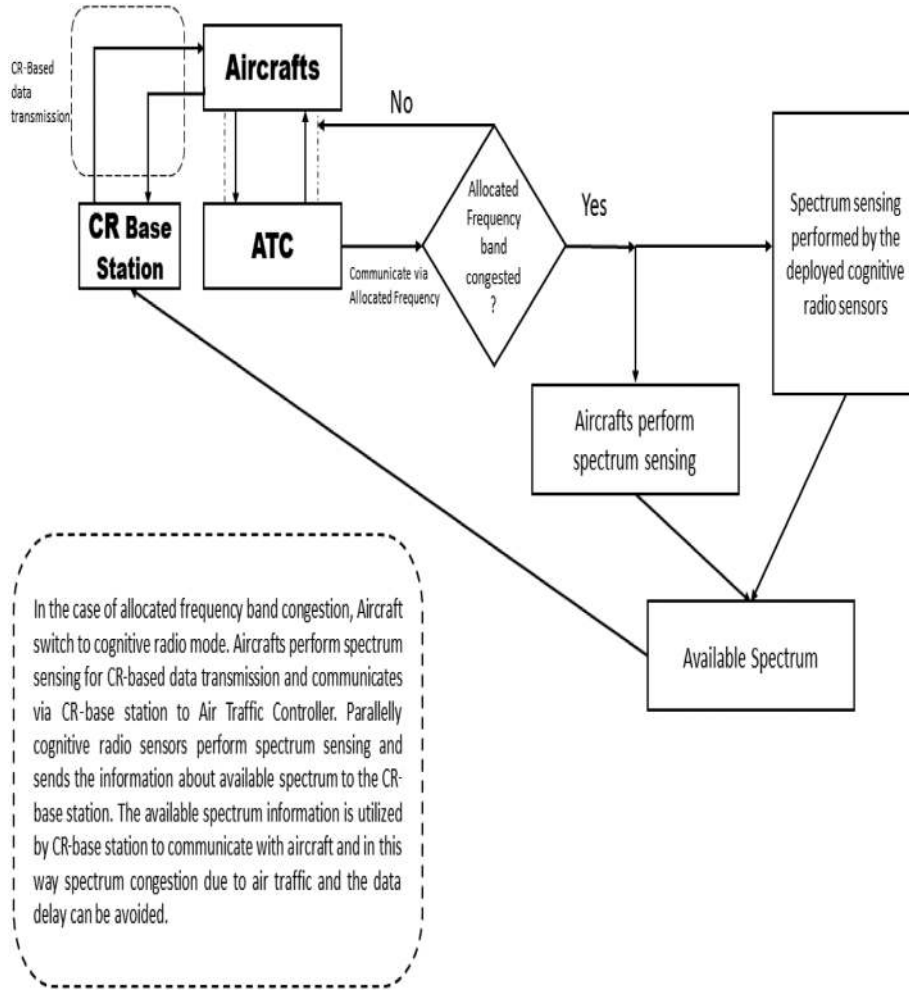 CR-Based
data
transmission
Aircrafts
No
CR Base
Station
ATC
Communicate via
Allocated Frequency
Allocated
Frequency
band
congested
?
Yes
Spectrum sensing
performed by the
deployed cognitive
radio sensors
Aircrafts perform
spectrum sensing
Available Spectrum
In the case of allocated frequency band congestion, Aircraft
switch to cognitive radio mode. Aircrafts perform spectrum
sensing for CR-based data transmission and communicates
via CR-base station to Air Traffic Controller. Parallelly
cognitive radio sensors perform spectrum sensing and
sends the information about available spectrum to the CR-
base station. The available spectrum information is utilized
by CR-base station to communicate with aircraft and in this
way spectrum congestion due to air traffic and the data
delay can be avoided.